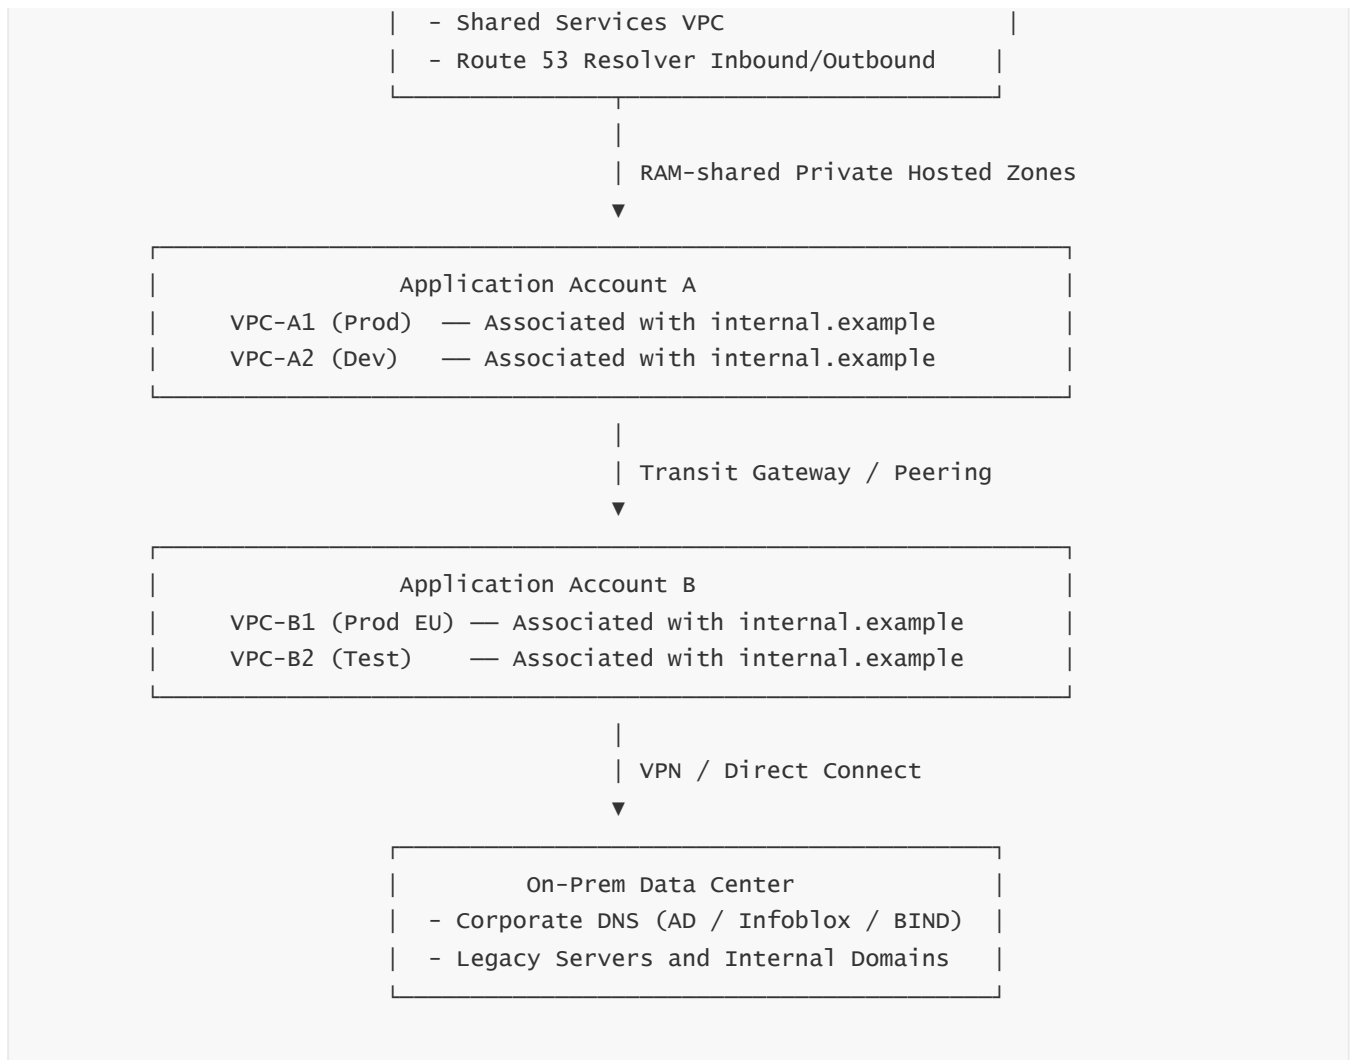 - Shared Services VPC
- Route 53 Resolver Inbound/Outbound
RAM-shared Private Hosted Zones
Application Account A
VPC-A1 (Prod) —— Associated with internal.example
VPC-A2 (Dev) —— Associated with internal.example
Transit Gateway / Peering
Application Account B
VPC-B1 (Prod EU) —— Associated with internal.example
VPC-B2 (Test) —— Associated with internal.example
VPN / Direct Connect
On-Prem Data Center
- Corporate DNS (AD / Infoblox / BIND)
- Legacy Servers and Internal Domains